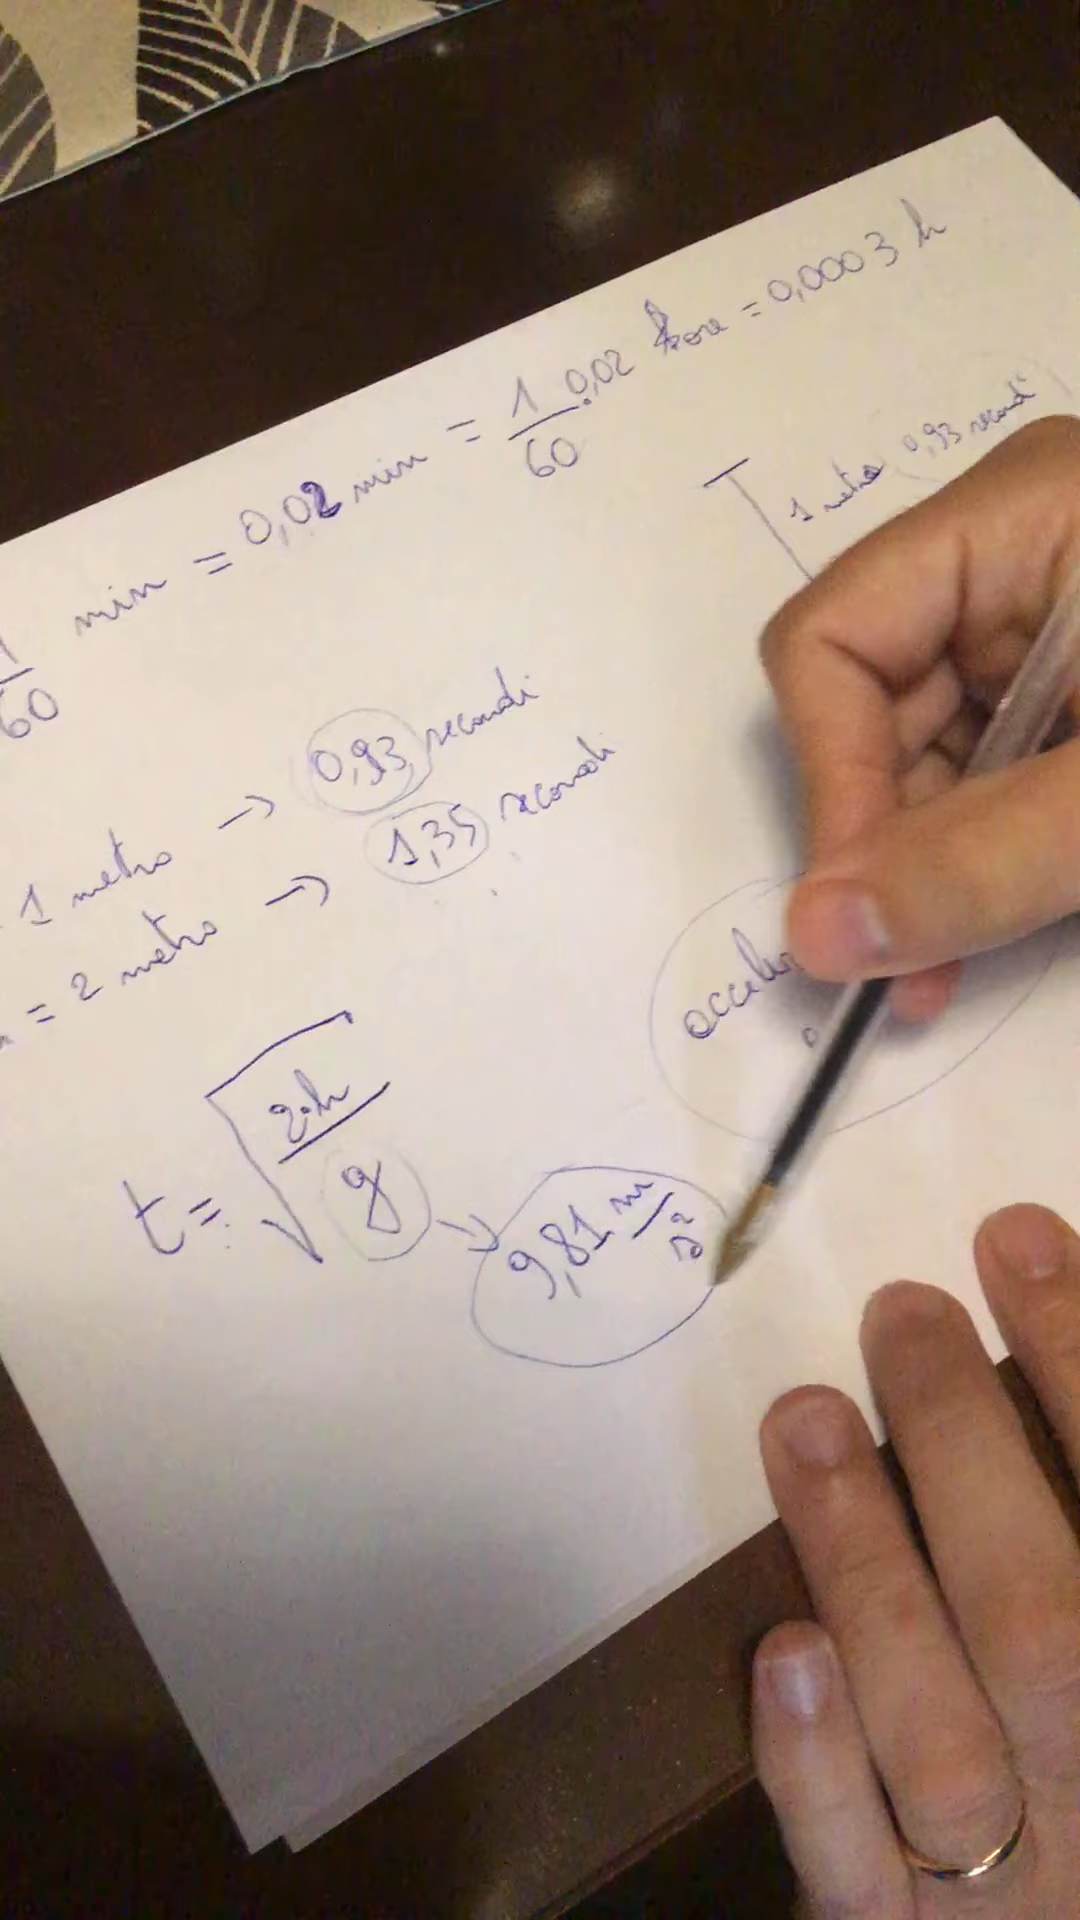 1/60 min = 0,02 min = 1/60 · 0,02 ore = 0,0003 h
1 metro 0,93 secondi
1 metro → 0,93 secondi
= 2 metro → 1,35 secondi
acceler
t = √(2·h/g) → 9,81 m/s²